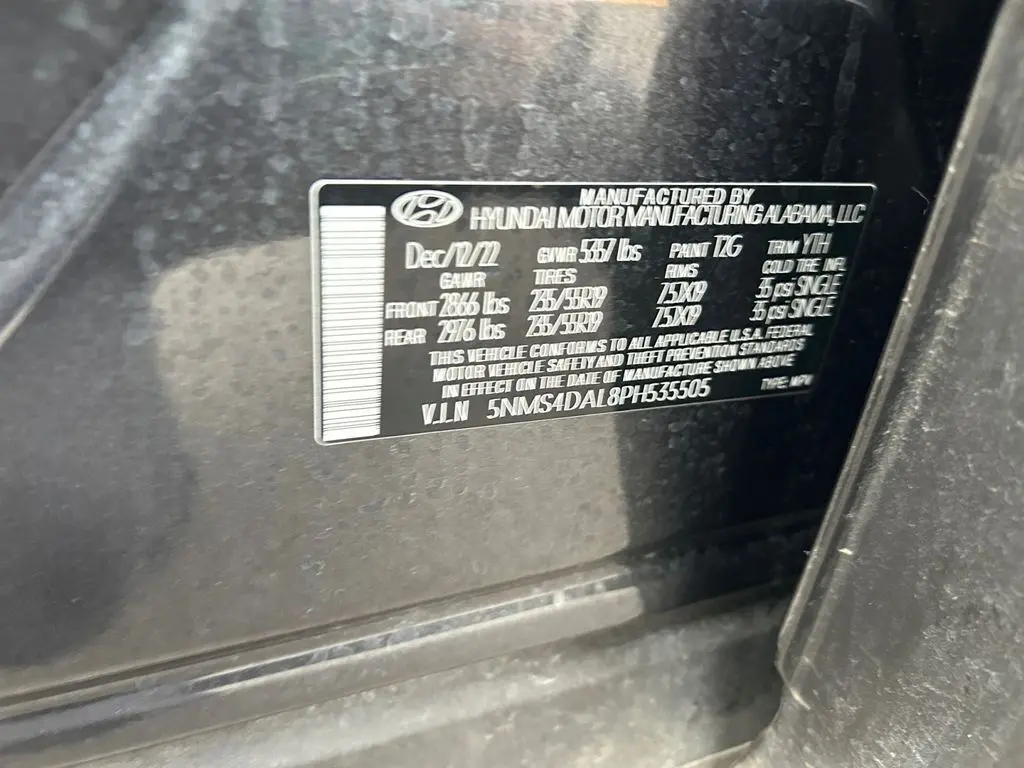 MANUFACTURED BY
HYUNDAI MOTOR MANUFACTURING ALABAMA, LLC
Dec/12/22 GVWR 5357 lbs PAINT T2G TRIM YTH
GAWR TIRES RIMS COLD TIRE INFL
FRONT 2866 lbs 235/55R19 7.5JX19 35 psi SINGLE
REAR 2976 lbs 235/55R19 7.5JX19 35 psi SINGLE
THIS VEHICLE CONFORMS TO ALL APPLICABLE U.S.A. FEDERAL
MOTOR VEHICLE SAFETY AND THEFT PREVENTION STANDARDS
IN EFFECT ON THE DATE OF MANUFACTURE SHOWN ABOVE
V.I.N 5NMS4DAL8PH535505 TYPE: MPV